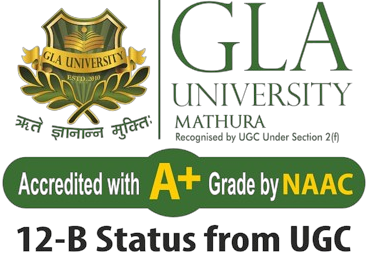 GLA UNIVERSITY
ESTD. 2010
ऋते ज्ञानान्न मुक्तिः
GLA
UNIVERSITY
MATHURA
Recognised by UGC Under Section 2(f)
Accredited with A+ Grade by NAAC
12-B Status from UGC